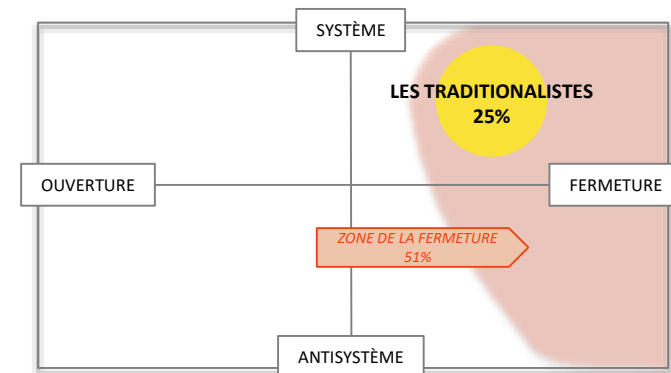 SYSTÈME
LES TRADITIONALISTES
25%
OUVERTURE
FERMETURE
ZONE DE LA FERMETURE
51%
ANTISYSTÈME